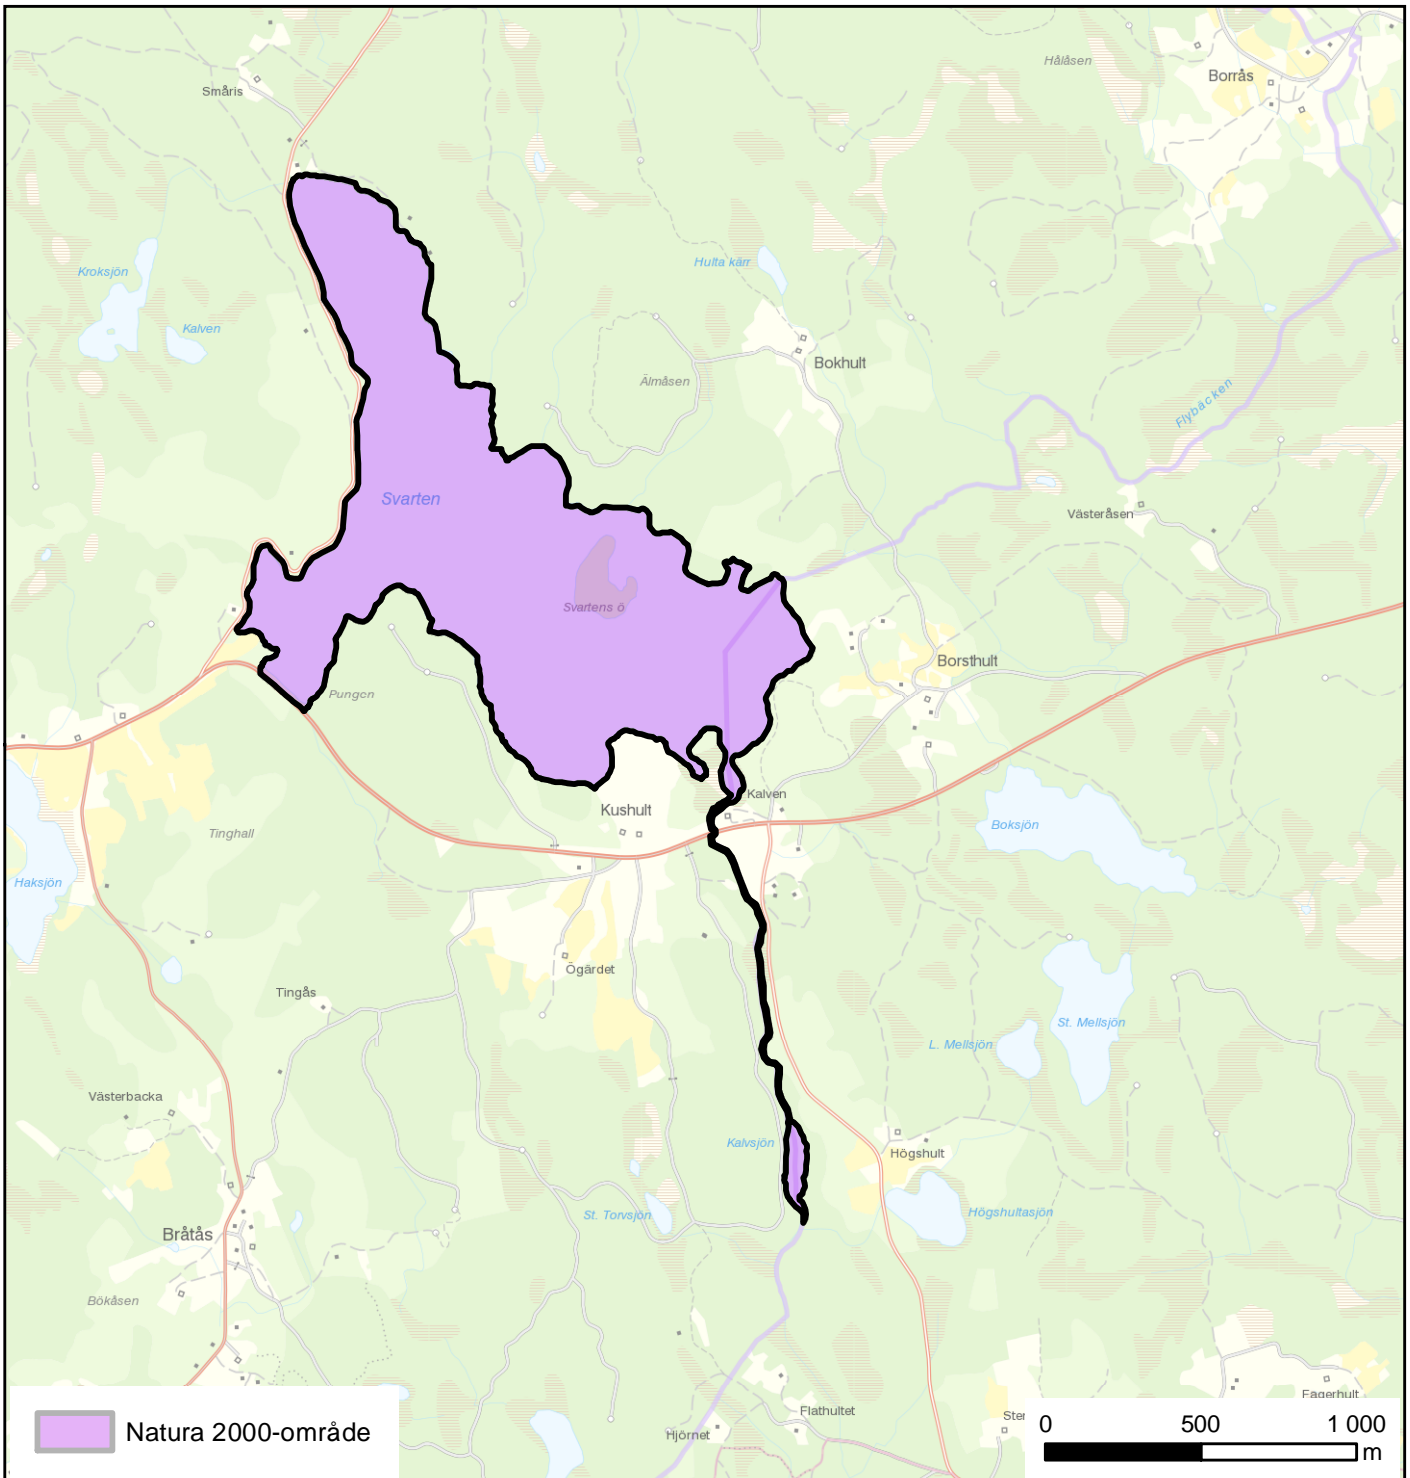 Hålåsen
Borrås
Småris
Kroksjön
Hulta kärr
Kalven
Bokhult
Älmåsen
Flybäcken
Svarten
Västeråsen
Svartens ö
Borsthult
Pungen
Kalven
Kushult
Boksjön
Tinghall
Haksjön
Ögärdet
Tingås
St. Mellsjön
L. Mellsjön
Västerbacka
Kalvsjön
Högshult
St. Torvsjön
Högshultasjön
Bråtås
Bökåsen
Fagerhult
Flathultet
Ster
Hjörnet
Natura 2000-område
0 500 1 000
m